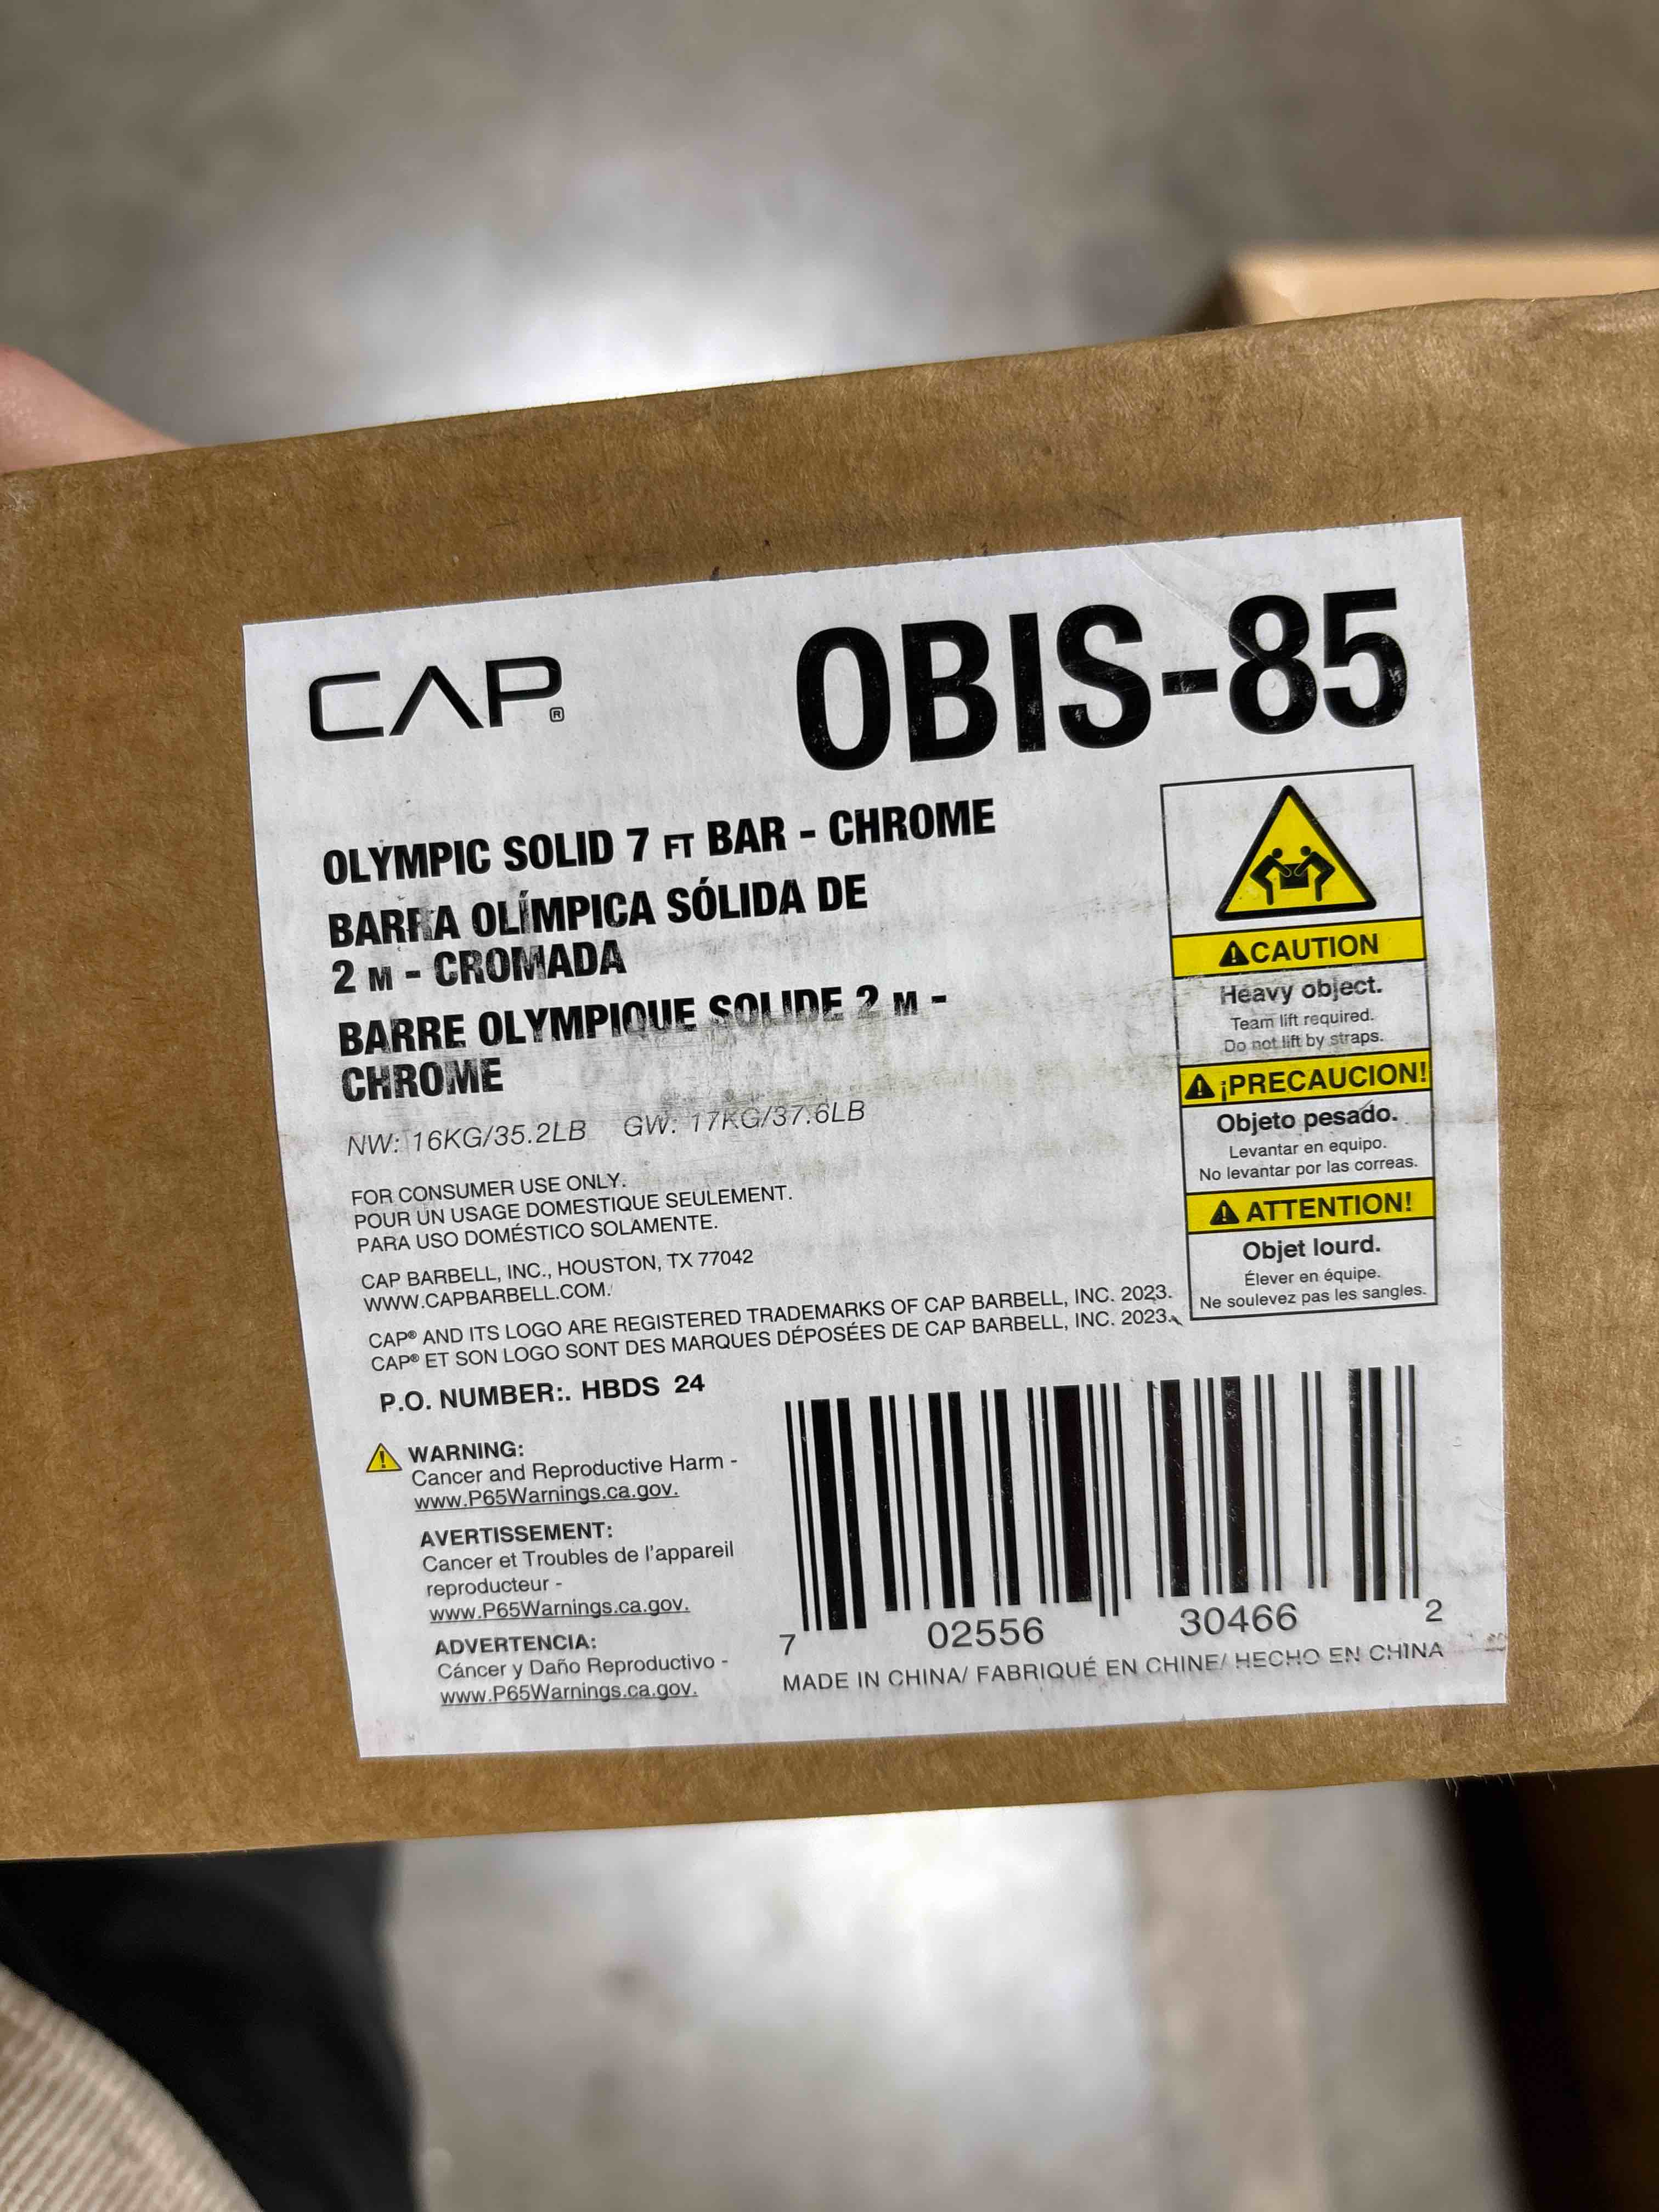 CAP®
OBIS-85
OLYMPIC SOLID 7 FT BAR - CHROME
BARRA OLÍMPICA SÓLIDA DE
2 M - CROMADA
BARRE OLYMPIQUE SOLIDE 2 M -
CHROME
NW: 16KG/35.2LB GW: 17KG/37.6LB
FOR CONSUMER USE ONLY.
POUR UN USAGE DOMESTIQUE SEULEMENT.
PARA USO DOMÉSTICO SOLAMENTE.
CAP BARBELL, INC., HOUSTON, TX 77042
WWW.CAPBARBELL.COM.
CAP® AND ITS LOGO ARE REGISTERED TRADEMARKS OF CAP BARBELL, INC. 2023.
CAP® ET SON LOGO SONT DES MARQUES DÉPOSÉES DE CAP BARBELL, INC. 2023.
P.O. NUMBER:. HBDS 24
WARNING:
Cancer and Reproductive Harm -
www.P65Warnings.ca.gov.
AVERTISSEMENT:
Cancer et Troubles de l'appareil
reproducteur -
www.P65Warnings.ca.gov.
ADVERTENCIA:
Cáncer y Daño Reproductivo -
www.P65Warnings.ca.gov.
CAUTION
Heavy object.
Team lift required.
Do not lift by straps.
¡PRECAUCION!
Objeto pesado.
Levantar en equipo.
No levantar por las correas.
ATTENTION!
Objet lourd.
Élever en équipe.
Ne soulevez pas les sangles.
7 02556 30466 2
MADE IN CHINA/ FABRIQUÉ EN CHINE/ HECHO EN CHINA